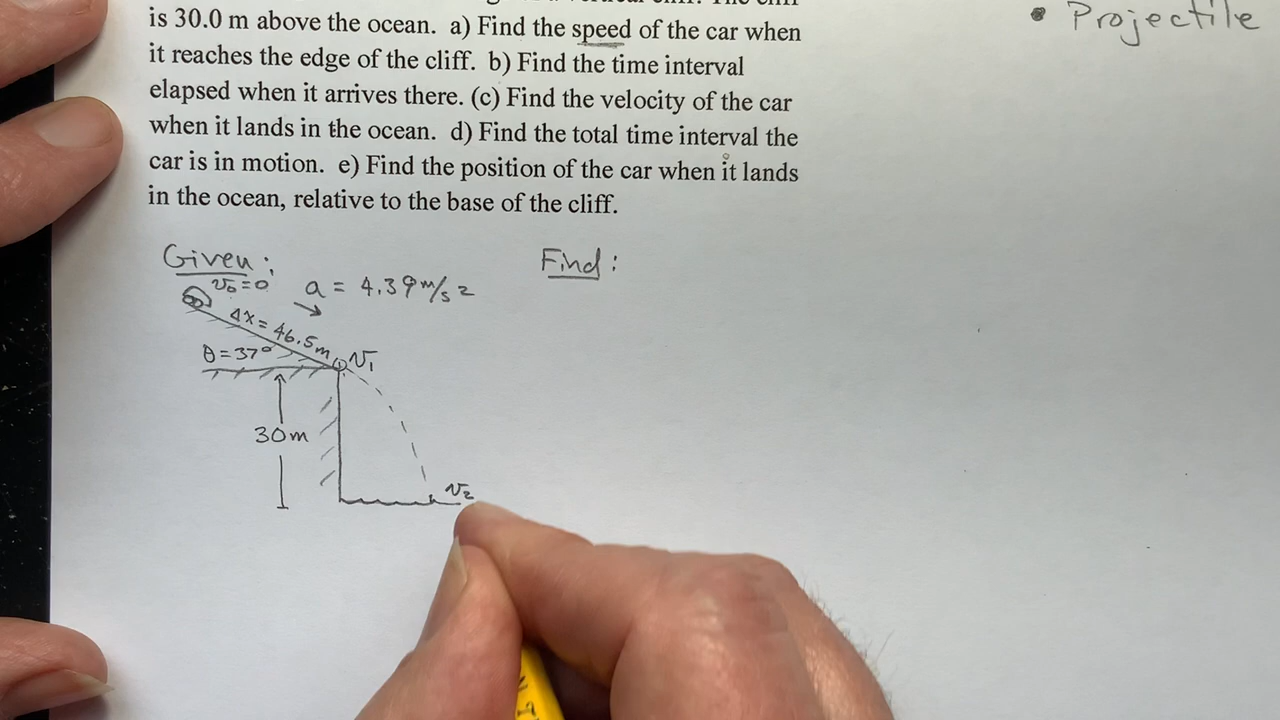 is 30.0 m above the ocean. a) Find the speed of the car when
it reaches the edge of the cliff. b) Find the time interval
elapsed when it arrives there. (c) Find the velocity of the car
when it lands in the ocean. d) Find the total time interval the
car is in motion. e) Find the position of the car when it lands
in the ocean, relative to the base of the cliff.
• Projectile
Given:
Find:
v₀=0
a = 4.39 m/s²
Δx = 46.5m
θ=37°
v₁
30m
v₂